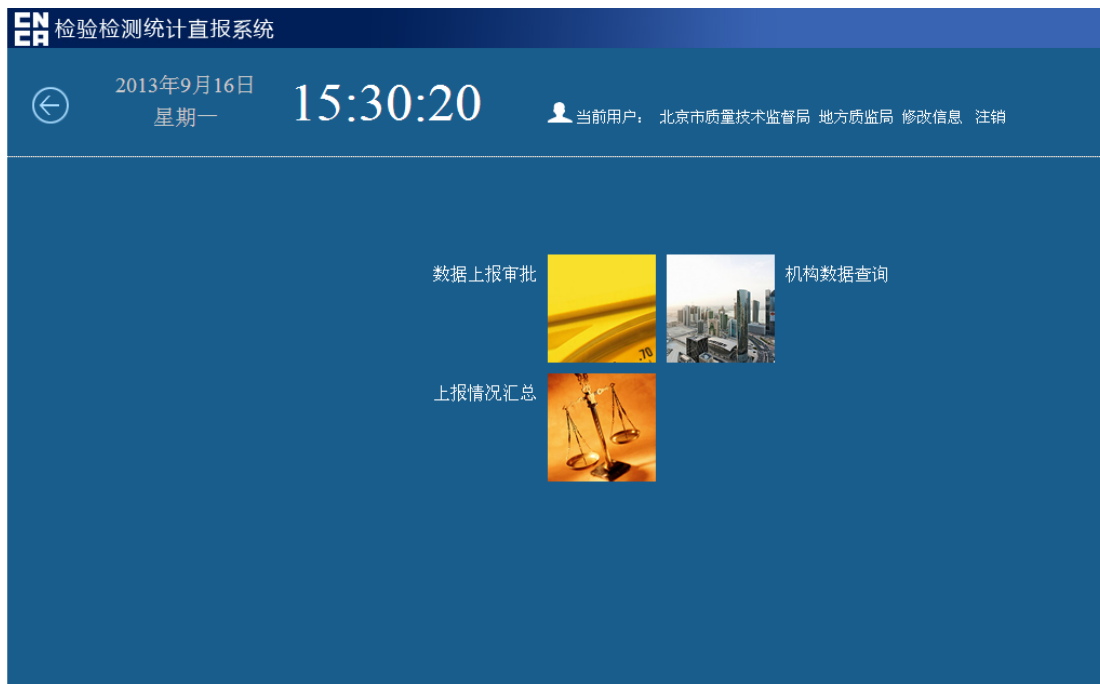 CNCA 检验检测统计直报系统
2013年9月16日
星期一
15:30:20
当前用户： 北京市质量技术监督局 地方质监局 修改信息 注销
数据上报审批
机构数据查询
.70
上报情况汇总